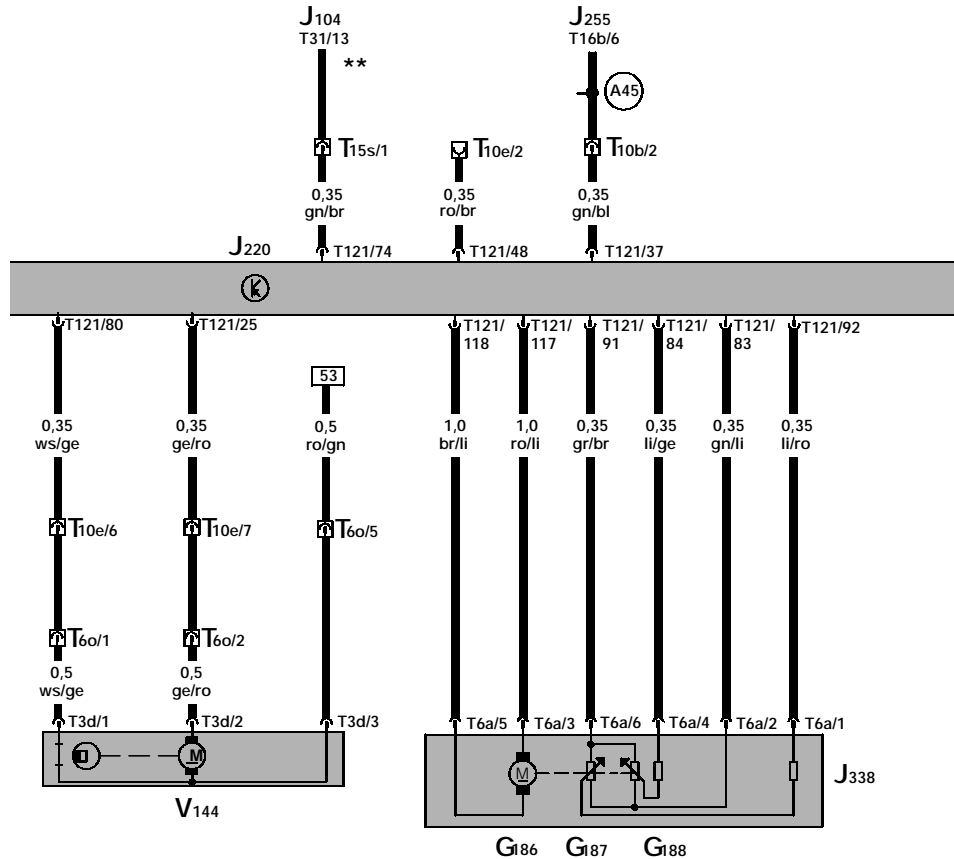 J104 J255
T31/13 T16b/6
**
A45
T15s/1 T10e/2 T10b/2
0,35 0,35 0,35
gn/br ro/br gn/bl
J220 T121/74 T121/48 T121/37
T121/80 T121/25 T121/ T121/ T121/ T121/ T121/ T121/92
118 117 91 84 83
53
0,35 0,35 0,5 1,0 1,0 0,35 0,35 0,35 0,35
ws/ge ge/ro ro/gn br/li ro/li gr/br li/ge gn/li li/ro
T10e/6 T10e/7 T6o/5
T6o/1 T6o/2
0,5 0,5
ws/ge ge/ro
T3d/1 T3d/2 T3d/3 T6a/5 T6a/3 T6a/6 T6a/4 T6a/2 T6a/1
M M
J338
V144
G186 G187 G188